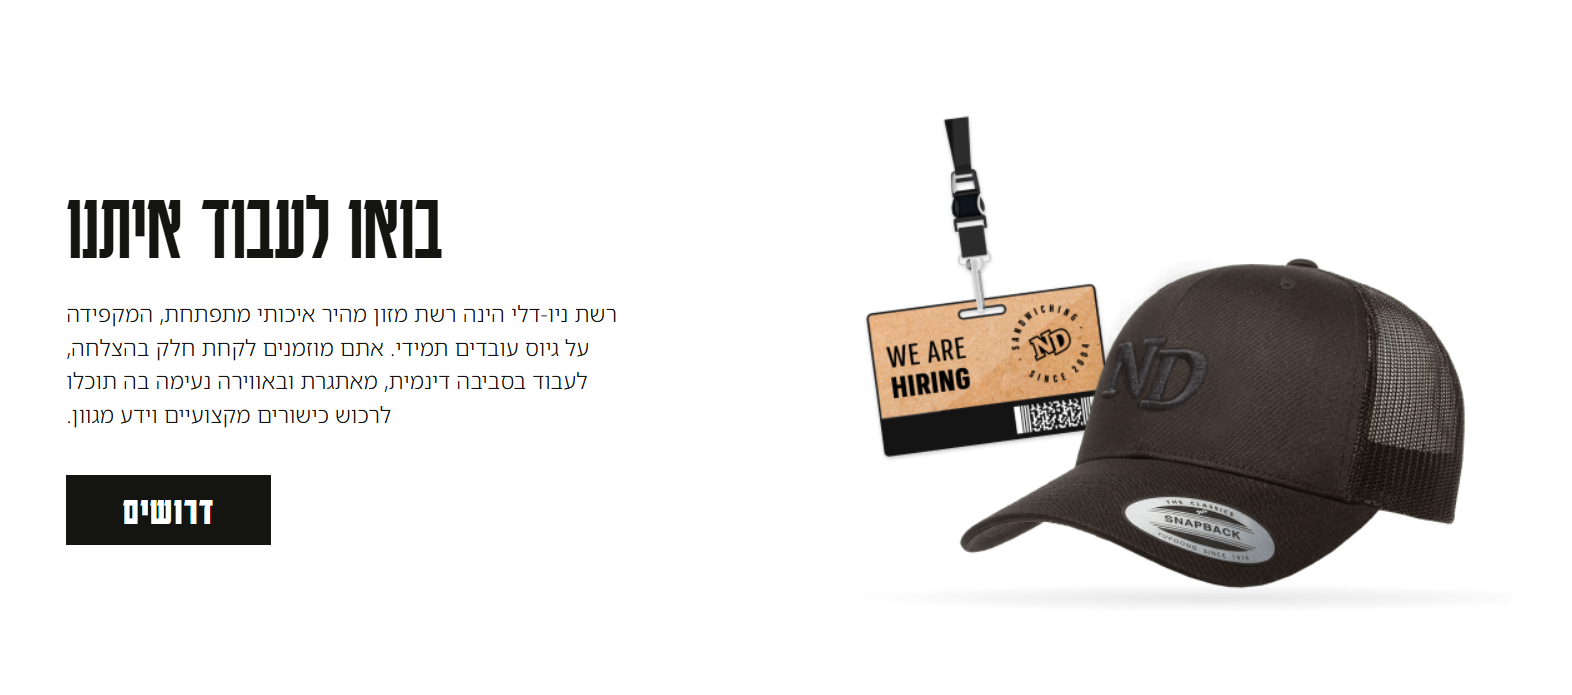 בואו לעבוד איתנו
רשת ניו-דלי הינה רשת מזון מהיר איכותי מתפתחת, המקפידה
על גיוס עובדים תמידי. אתם מוזמנים לקחת חלק בהצלחה,
לעבוד בסביבה דינמית, מאתגרת ובאווירה נעימה בה תוכלו
לרכוש כישורים מקצועיים וידע מגוון.
דרושים
WE ARE
HIRING
SANDWICHING
ND
SINCE 2004
ND
THE CLASSICS
SNAPBACK
YUPOONG SINCE